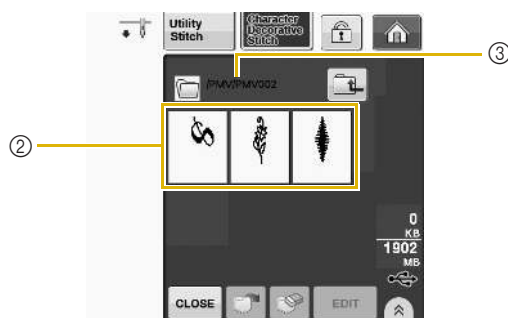 Utility
Stitch
Character
Decorative
Stitch
③
/PMV/PMV002
②
0
KB
1902
MB
CLOSE
EDIT